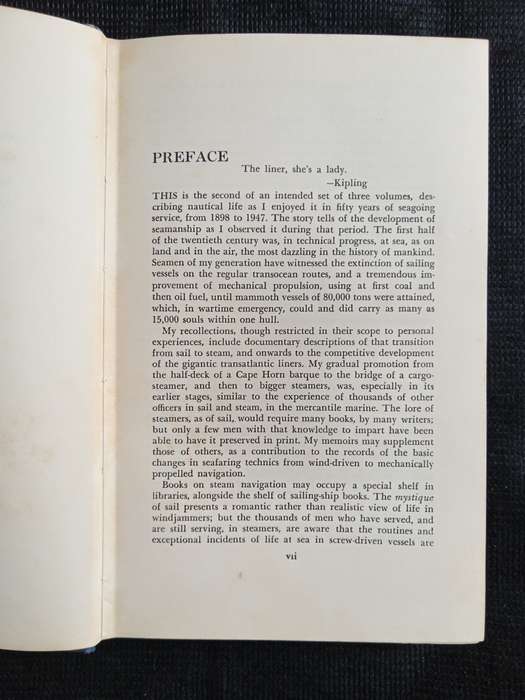 PREFACE
The liner, she's a lady.
—Kipling
THIS is the second of an intended set of three volumes, des-
cribing nautical life as I enjoyed it in fifty years of seagoing
service, from 1898 to 1947. The story tells of the development of
seamanship as I observed it during that period. The first half
of the twentieth century was, in technical progress, at sea, as on
land and in the air, the most dazzling in the history of mankind.
Seamen of my generation have witnessed the extinction of sailing
vessels on the regular transocean routes, and a tremendous im-
provement of mechanical propulsion, using at first coal and
then oil fuel, until mammoth vessels of 80,000 tons were attained,
which, in wartime emergency, could and did carry as many as
15,000 souls within one hull.
My recollections, though restricted in their scope to personal
experiences, include documentary descriptions of that transition
from sail to steam, and onwards to the competitive development
of the gigantic transatlantic liners. My gradual promotion from
the half-deck of a Cape Horn barque to the bridge of a cargo-
steamer, and then to bigger steamers, was, especially in its
earlier stages, similar to the experience of thousands of other
officers in sail and steam, in the mercantile marine. The lore of
steamers, as of sail, would require many books, by many writers;
but only a few men with that knowledge to impart have been
able to have it preserved in print. My memoirs may supplement
those of others, as a contribution to the records of the basic
changes in seafaring technics from wind-driven to mechanically
propelled navigation.
Books on steam navigation may occupy a special shelf in
libraries, alongside the shelf of sailing-ship books. The mystique
of sail presents a romantic rather than realistic view of life in
windjammers; but the thousands of men who have served, and
are still serving, in steamers, are aware that the routines and
exceptional incidents of life at sea in screw-driven vessels are
vii